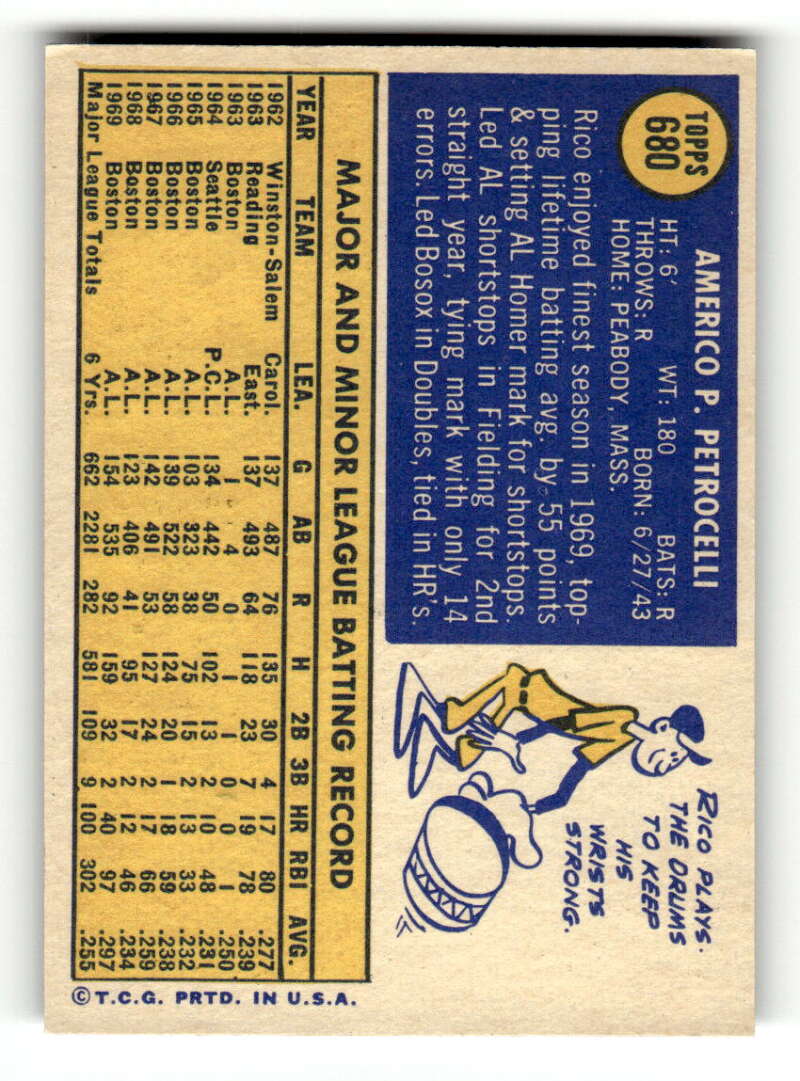 TOPPS
680
AMERICO P. PETROCELLI
HT: 6' WT: 180 BATS: R
THROWS: R BORN: 6/27/43
HOME: PEABODY, MASS.
Rico enjoyed finest season in 1969, top-
ping lifetime batting avg. by 55 points
& setting AL Homer mark for shortstops.
Led AL shortstops in Fielding for 2nd
straight year, tying mark with only 14
errors. Led Bosox in Doubles, tied in HR's.
RICO PLAYS
THE DRUMS
TO KEEP
HIS
WRISTS
STRONG.
MAJOR AND MINOR LEAGUE BATTING RECORD
YEAR TEAM LEA. G AB R H 2B 3B HR RBI AVG.
1962 Winston-Salem Carol. 137 487 76 135 30 4 17 80 .277
1963 Reading East. 137 493 64 118 23 7 19 78 .239
1963 Boston A.L. 1 4 0 1 1 0 0 1 .250
1964 Seattle P.C.L. 134 442 50 102 13 2 10 48 .231
1965 Boston A.L. 103 323 38 75 15 2 13 33 .232
1966 Boston A.L. 139 522 58 124 20 1 18 59 .238
1967 Boston A.L. 142 491 53 127 24 2 17 66 .259
1968 Boston A.L. 123 406 41 95 17 2 12 46 .234
1969 Boston A.L. 154 535 92 159 32 2 40 97 .297
Major League Totals 6 Yrs. 662 2281 282 581 109 9 100 302 .255
© T.C.G. PRTD. IN U.S.A.